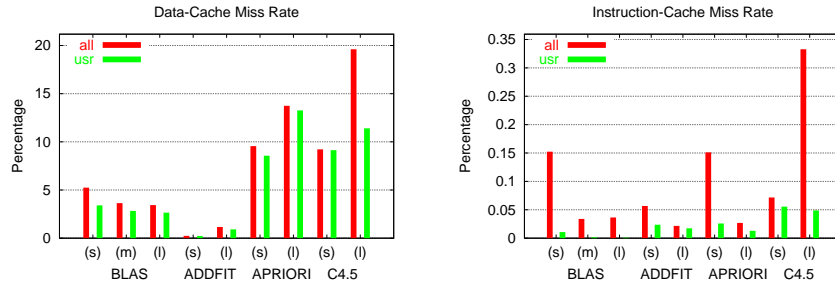 Data-Cache Miss Rate
all
usr
Percentage
20
15
10
5
0
(s) (m) (l) (s) (l) (s) (l) (s) (l)
BLAS ADDFIT APRIORI C4.5
Instruction-Cache Miss Rate
all
usr
Percentage
0.35
0.3
0.25
0.2
0.15
0.1
0.05
0
(s) (m) (l) (s) (l) (s) (l) (s) (l)
BLAS ADDFIT APRIORI C4.5